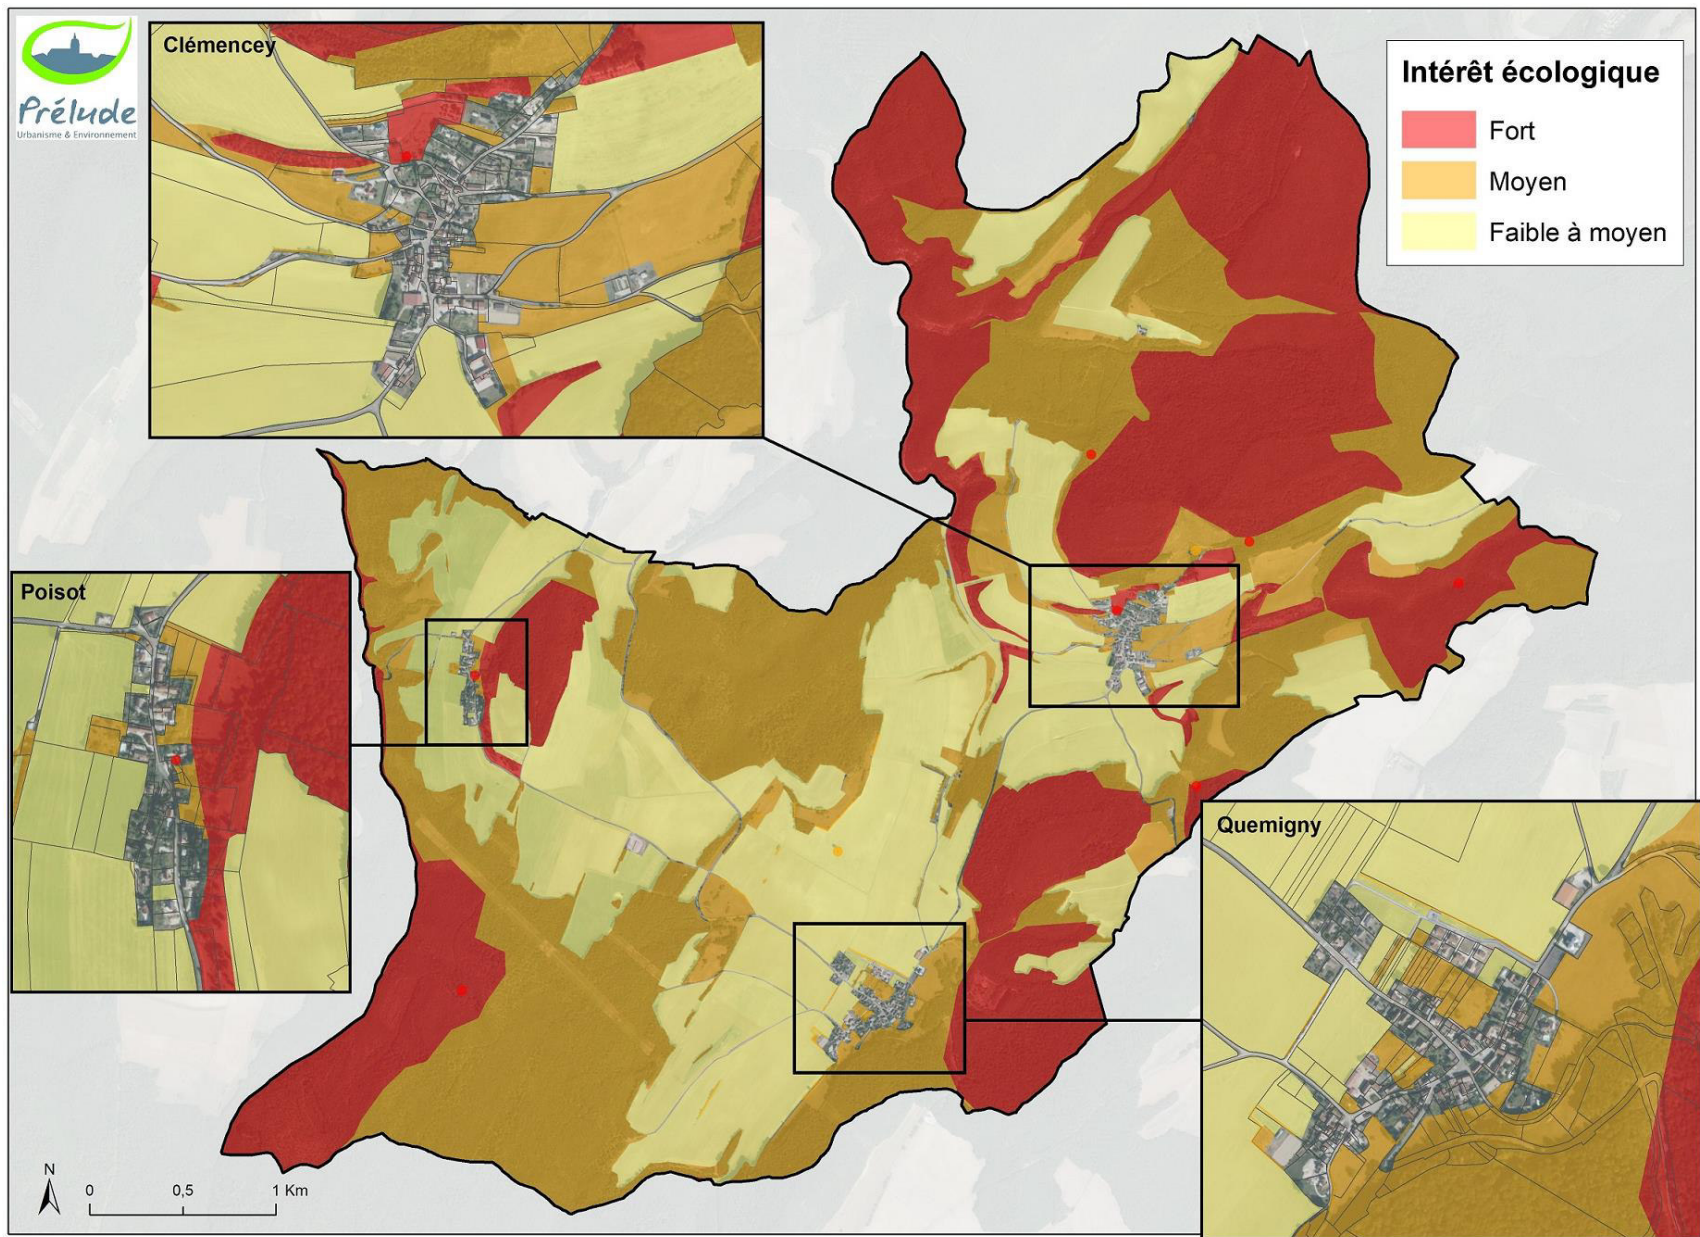 Prélude
Urbanisme & Environnement
Clémencey
Intérêt écologique
Fort
Moyen
Faible à moyen
Poisot
Quemigny
N
0 0,5 1 Km